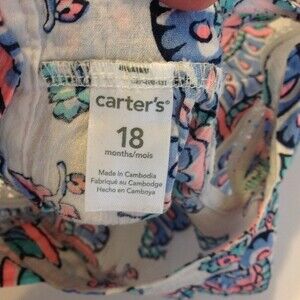 carter's®
18
months/mois
Made in Cambodia
Fabriqué au Cambodge
Hecho en Camboya